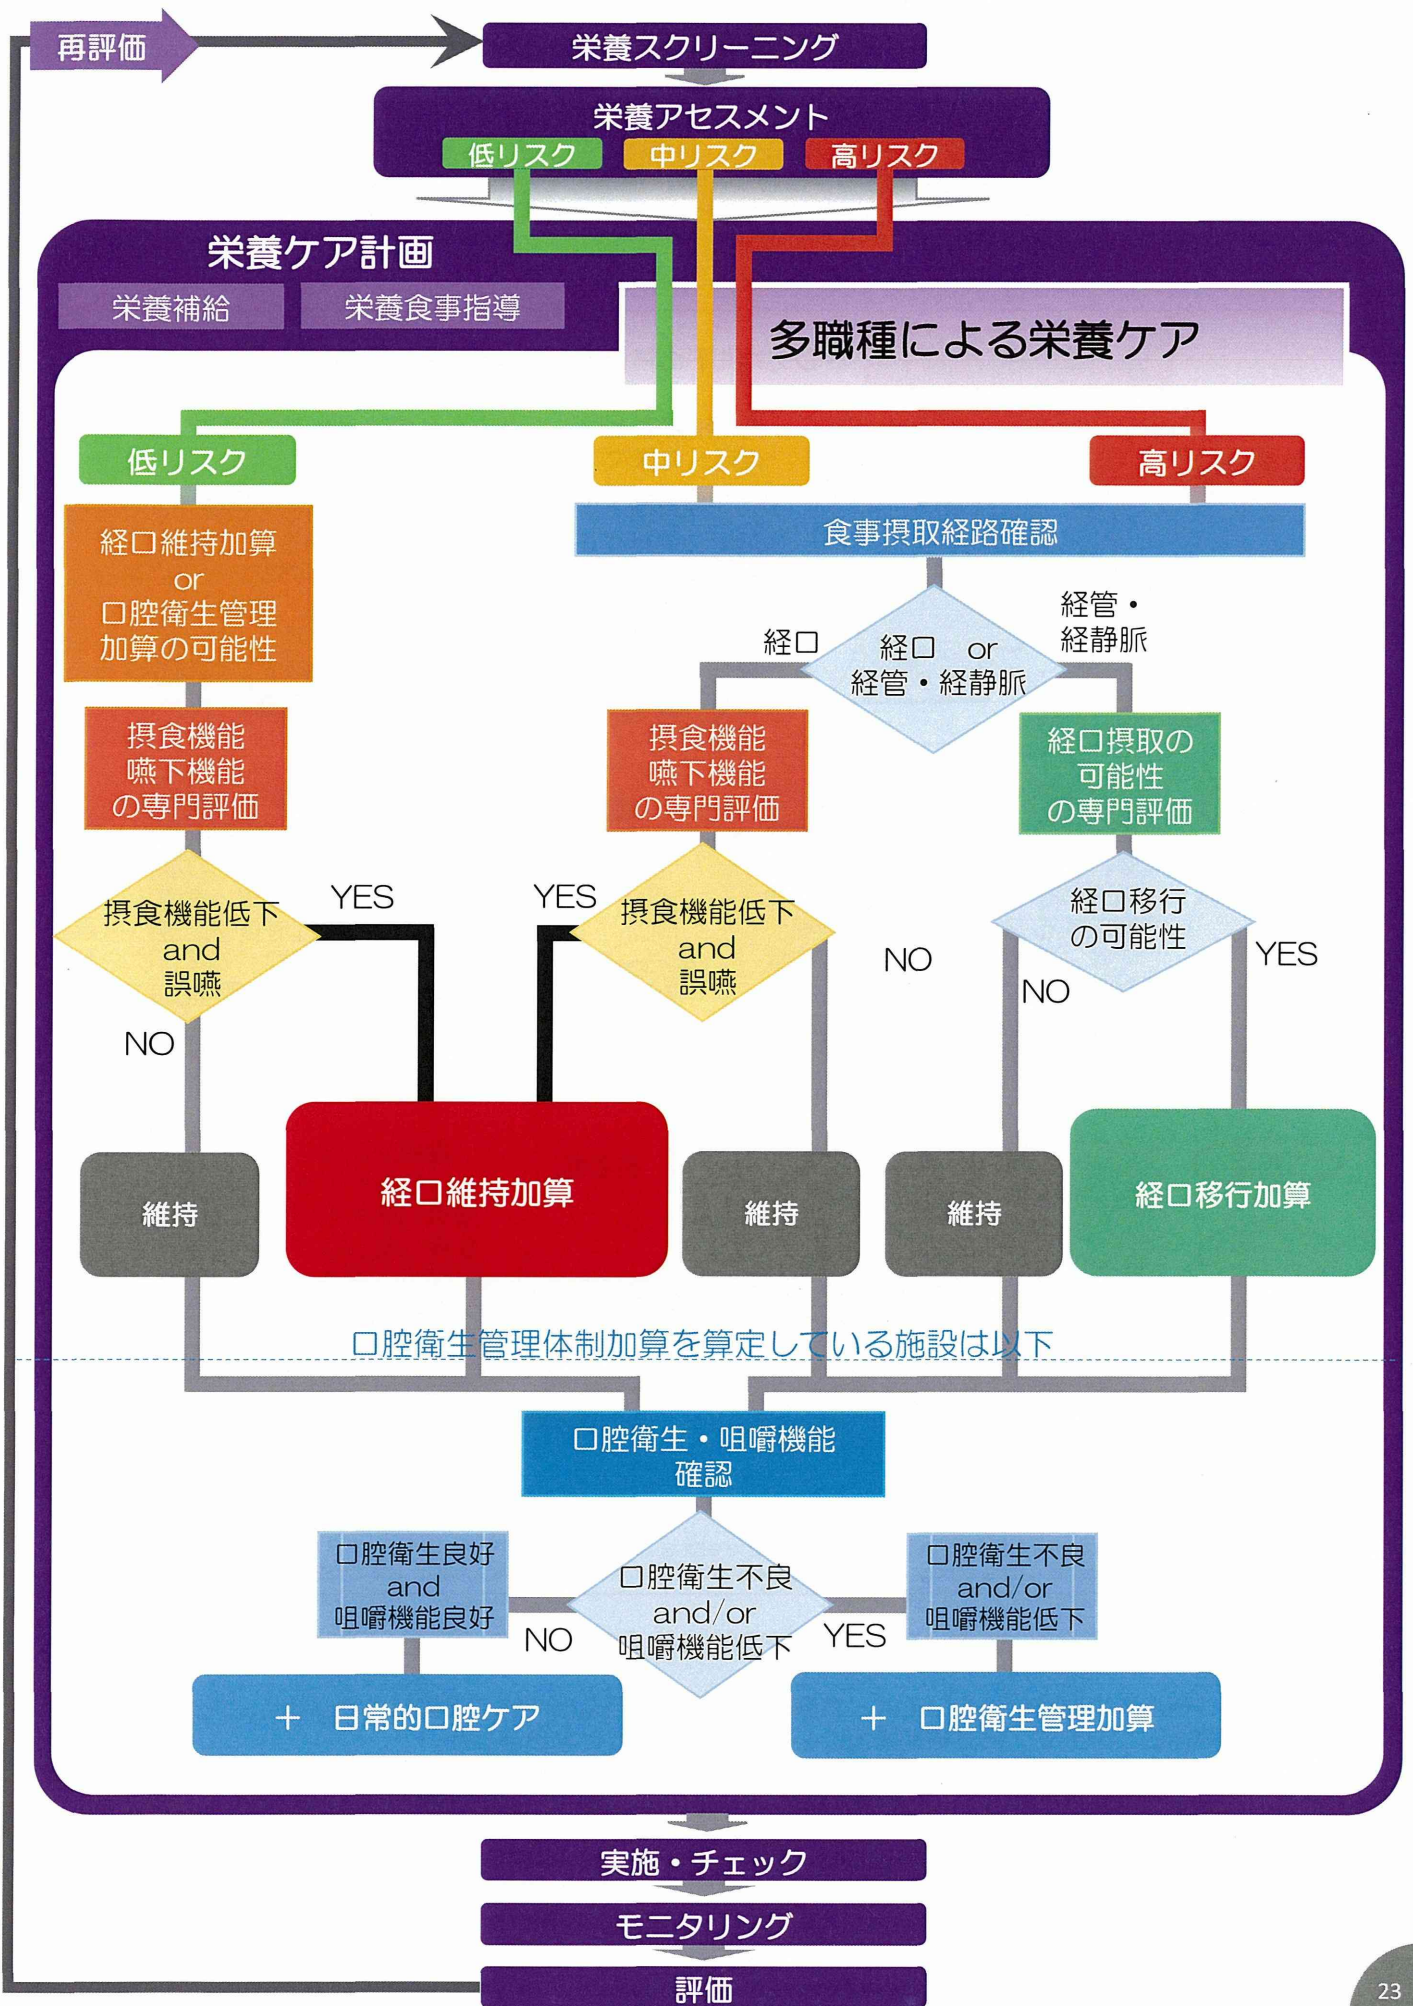 再評価
栄養スクリーニング
栄養アセスメント
低リスク
中リスク
高リスク
栄養ケア計画
栄養補給
栄養食事指導
多職種による栄養ケア
低リスク
中リスク
高リスク
経口維持加算
or
口腔衛生管理
加算の可能性
食事摂取経路確認
経口
経口 or
経管・経静脈
経管・
経静脈
摂食機能
嚥下機能
の専門評価
摂食機能
嚥下機能
の専門評価
経口摂取の
可能性
の専門評価
摂食機能低下
and
誤嚥
YES
NO
YES
摂食機能低下
and
誤嚥
NO
経口移行
の可能性
NO
YES
維持
経口維持加算
維持
維持
経口移行加算
口腔衛生管理体制加算を算定している施設は以下
口腔衛生・咀嚼機能
確認
口腔衛生良好
and
咀嚼機能良好
NO
口腔衛生不良
and/or
咀嚼機能低下
YES
口腔衛生不良
and/or
咀嚼機能低下
＋ 日常的口腔ケア
＋ 口腔衛生管理加算
実施・チェック
モニタリング
評価
23